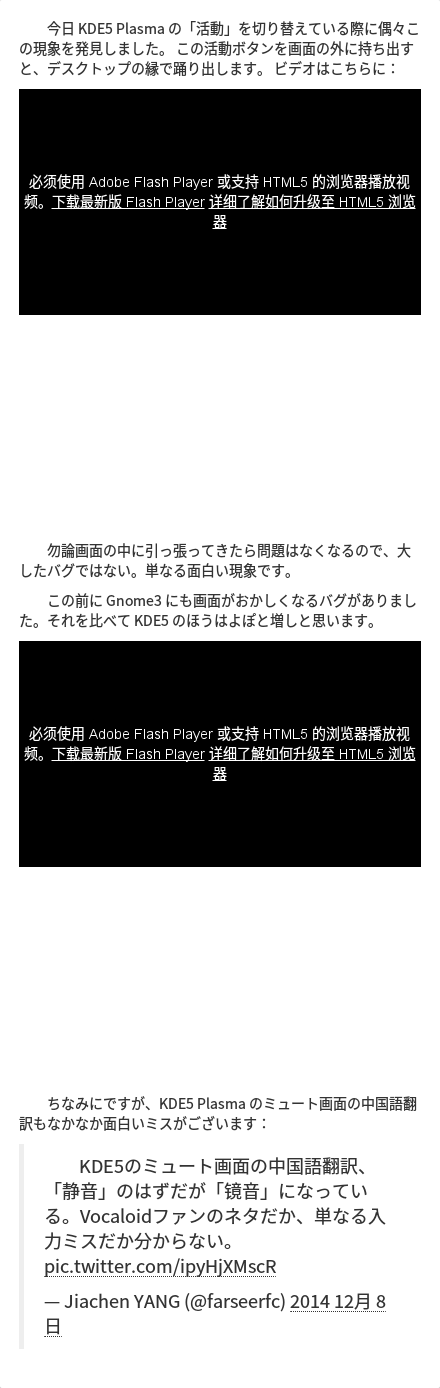 今日 KDE5 Plasma の「活動」を切り替えている際に偶々こ
の現象を発見しました。 この活動ボタンを画面の外に持ち出す
と、デスクトップの縁で踊り出します。 ビデオはこちらに：
必须使用 Adobe Flash Player 或支持 HTML5 的浏览器播放视
频。下载最新版 Flash Player 详细了解如何升级至 HTML5 浏览
器
勿論画面の中に引っ張ってきたら問題はなくなるので、大
したバグではない。単なる面白い現象です。
この前に Gnome3 にも画面がおかしくなるバグがありまし
た。それを比べて KDE5 のほうはよぽと増しと思います。
必须使用 Adobe Flash Player 或支持 HTML5 的浏览器播放视
频。下载最新版 Flash Player 详细了解如何升级至 HTML5 浏览
器
ちなみにですが、KDE5 Plasma のミュート画面の中国語翻
訳もなかなか面白いミスがございます：
KDE5のミュート画面の中国語翻訳、
「静音」のはずだが「镜音」になってい
る。Vocaloidファンのネタだか、単なる入
力ミスだか分からない。
pic.twitter.com/ipyHjXMscR
— Jiachen YANG (@farseerfc) 2014 12月 8
日